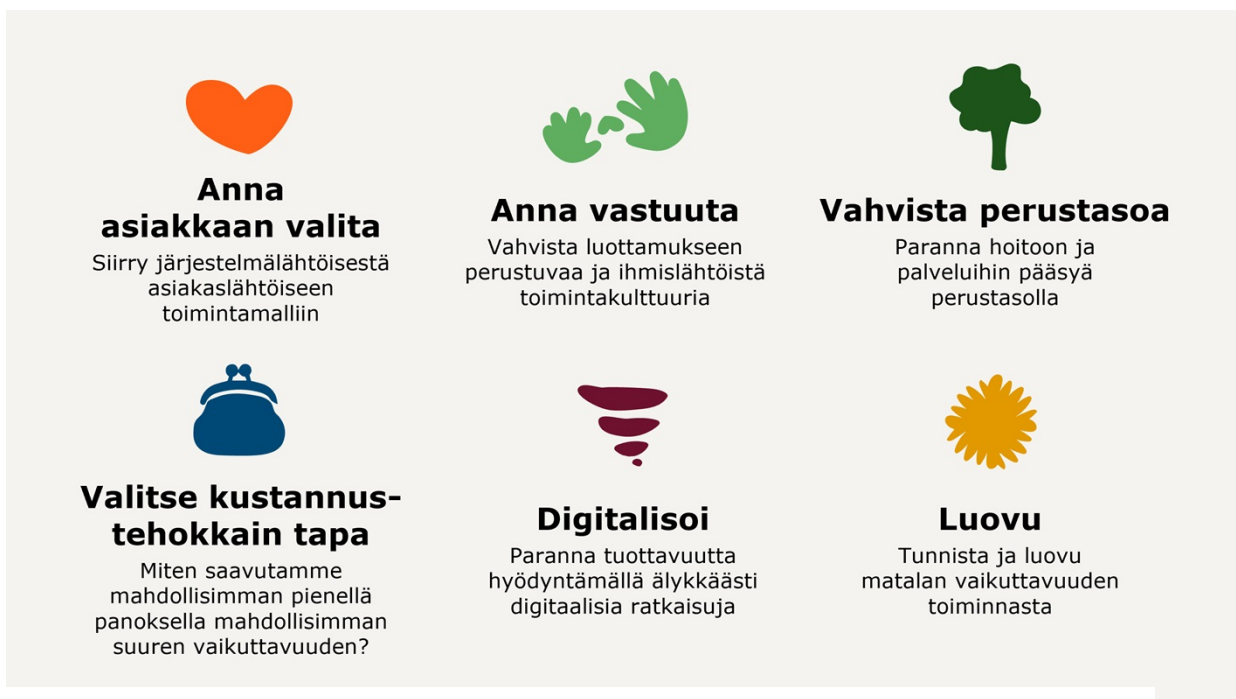 Anna
asiakkaan valita
Siirry järjestelmälähtöisestä
asiakaslähtöiseen
toimintamalliin
Anna vastuuta
Vahvista luottamukseen
perustuvaa ja ihmislähtöistä
toimintakulttuuria
Vahvista perustasoa
Paranna hoitoon ja
palveluihin pääsyä
perustasolla
Valitse kustannus-
tehokkain tapa
Miten saavutamme
mahdollisimman pienellä
panoksella mahdollisimman
suuren vaikuttavuuden?
Digitalisoi
Paranna tuottavuutta
hyödyntämällä älykkäästi
digitaalisia ratkaisuja
Luovu
Tunnista ja luovu
matalan vaikuttavuuden
toiminnasta